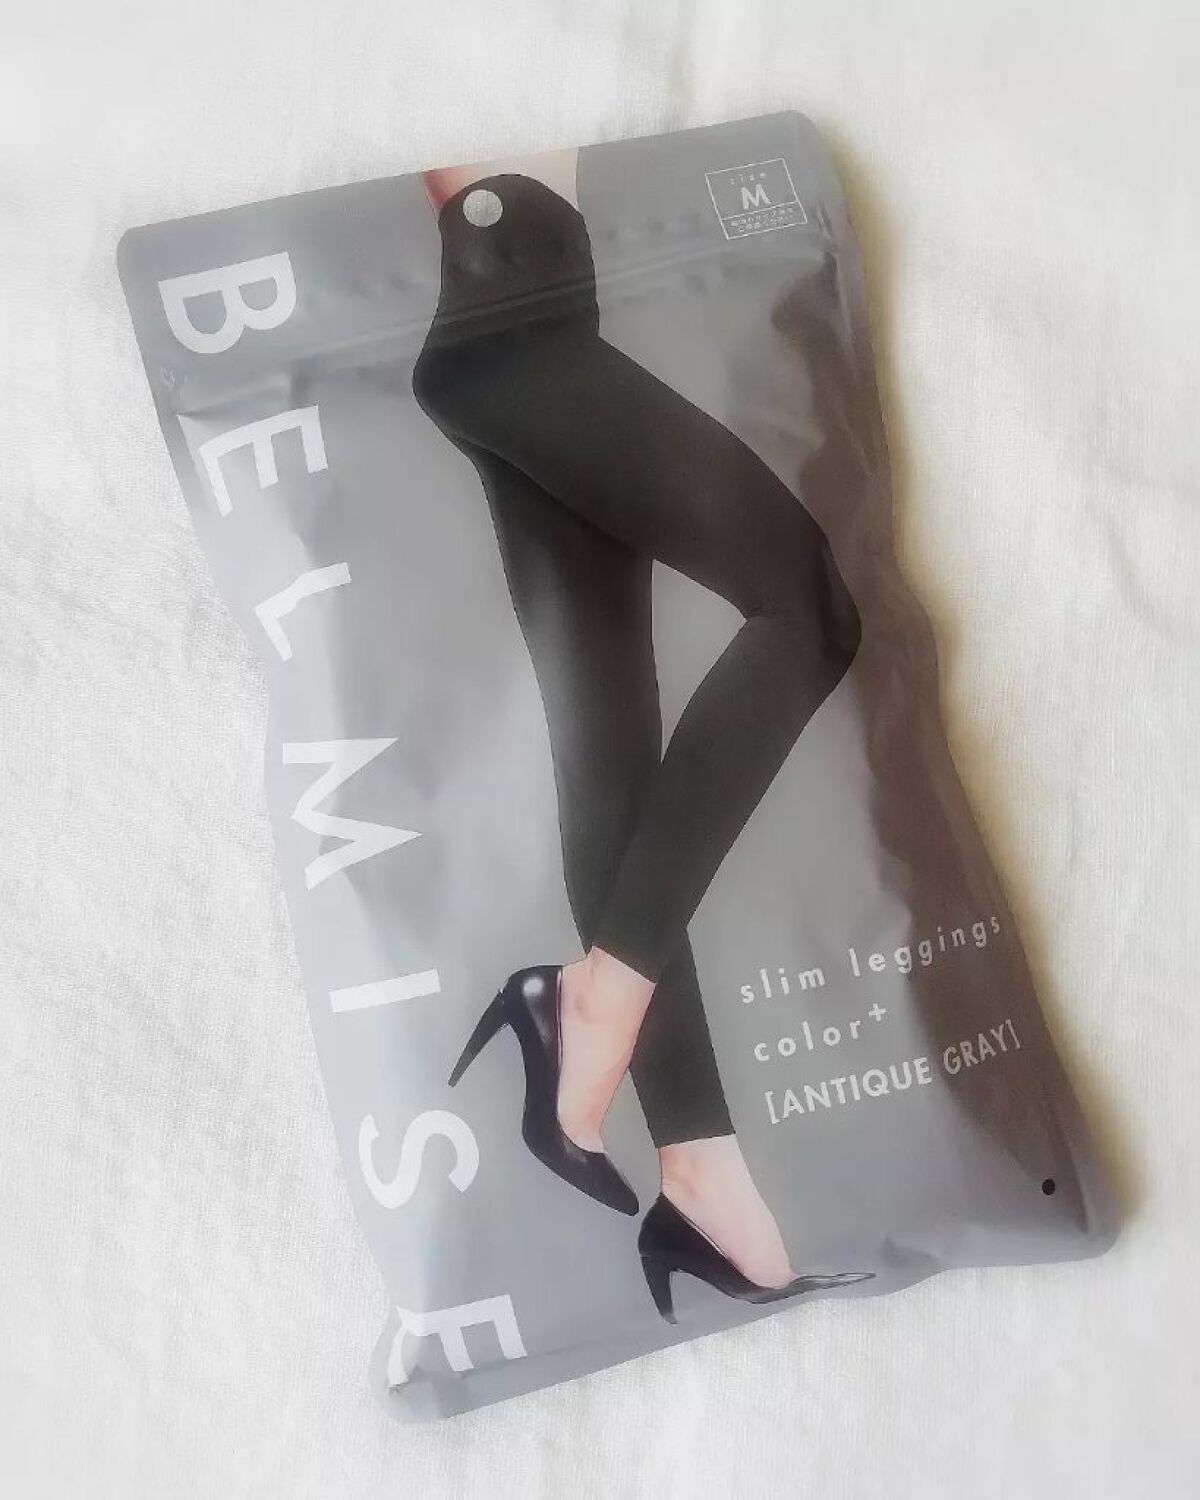 size
M
BELMISE
slim leggings
color+
[ANTIQUE GRAY]